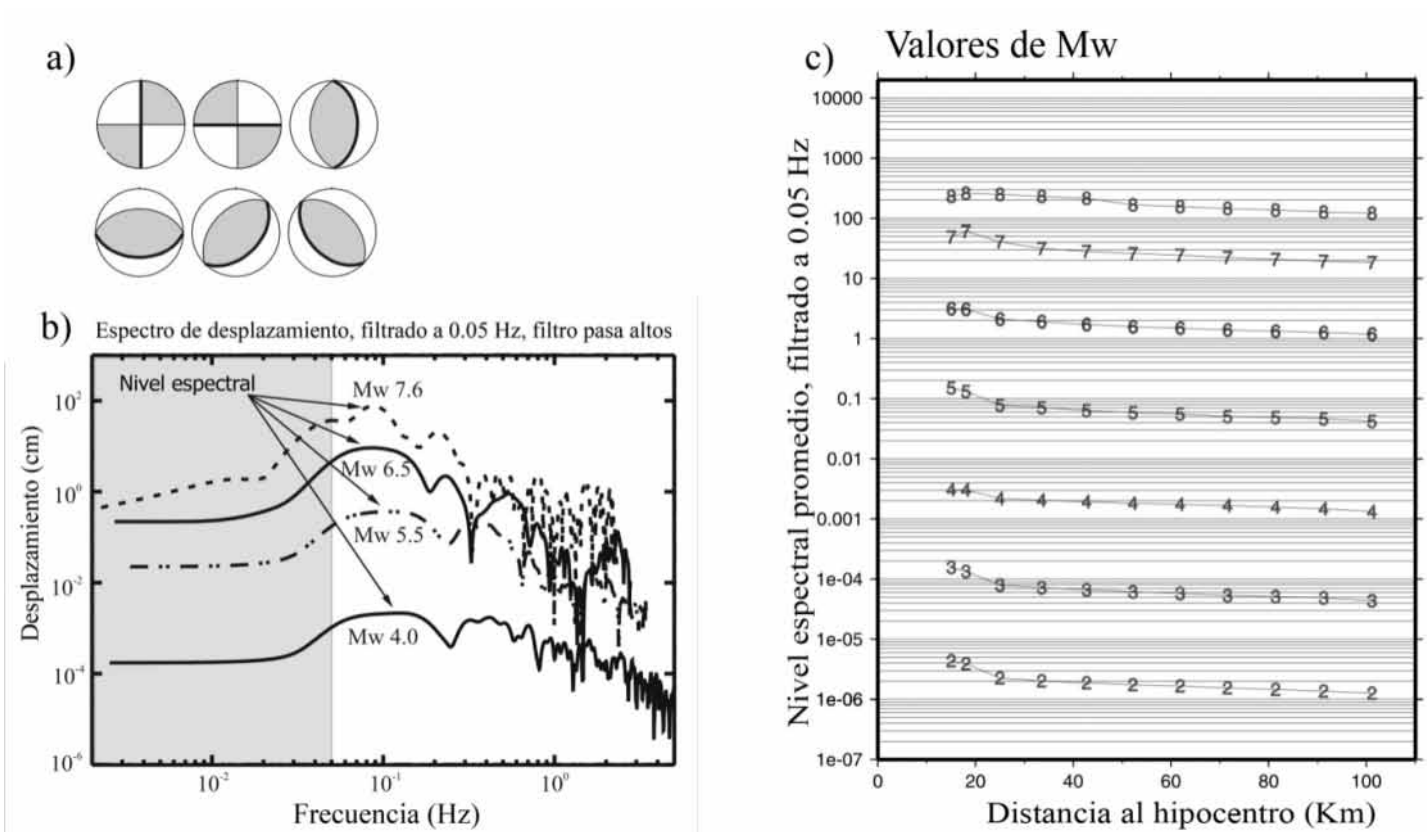 a)
b) Espectro de desplazamiento, filtrado a 0.05 Hz, filtro pasa altos
Nivel espectral
Mw 7.6
Mw 6.5
Mw 5.5
Mw 4.0
Desplazamiento (cm)
10²
10⁰
10⁻²
10⁻⁴
10⁻⁶
10⁻² 10⁻¹ 10⁰
Frecuencia (Hz)
c) Valores de Mw
Nivel espectral promedio, filtrado a 0.05 Hz
10000
1000
100
10
1
0.1
0.01
0.001
1e-04
1e-05
1e-06
1e-07
8 8 8 8 8 8 8 8 8 8 8
7 7 7 7 7 7 7 7 7 7 7
6 6 6 6 6 6 6 6 6 6 6
5 5 5 5 5 5 5 5 5 5 5
4 4 4 4 4 4 4 4 4 4 4
3 3 3 3 3 3 3 3 3 3 3
2 2 2 2 2 2 2 2 2 2 2
0 20 40 60 80 100
Distancia al hipocentro (Km)